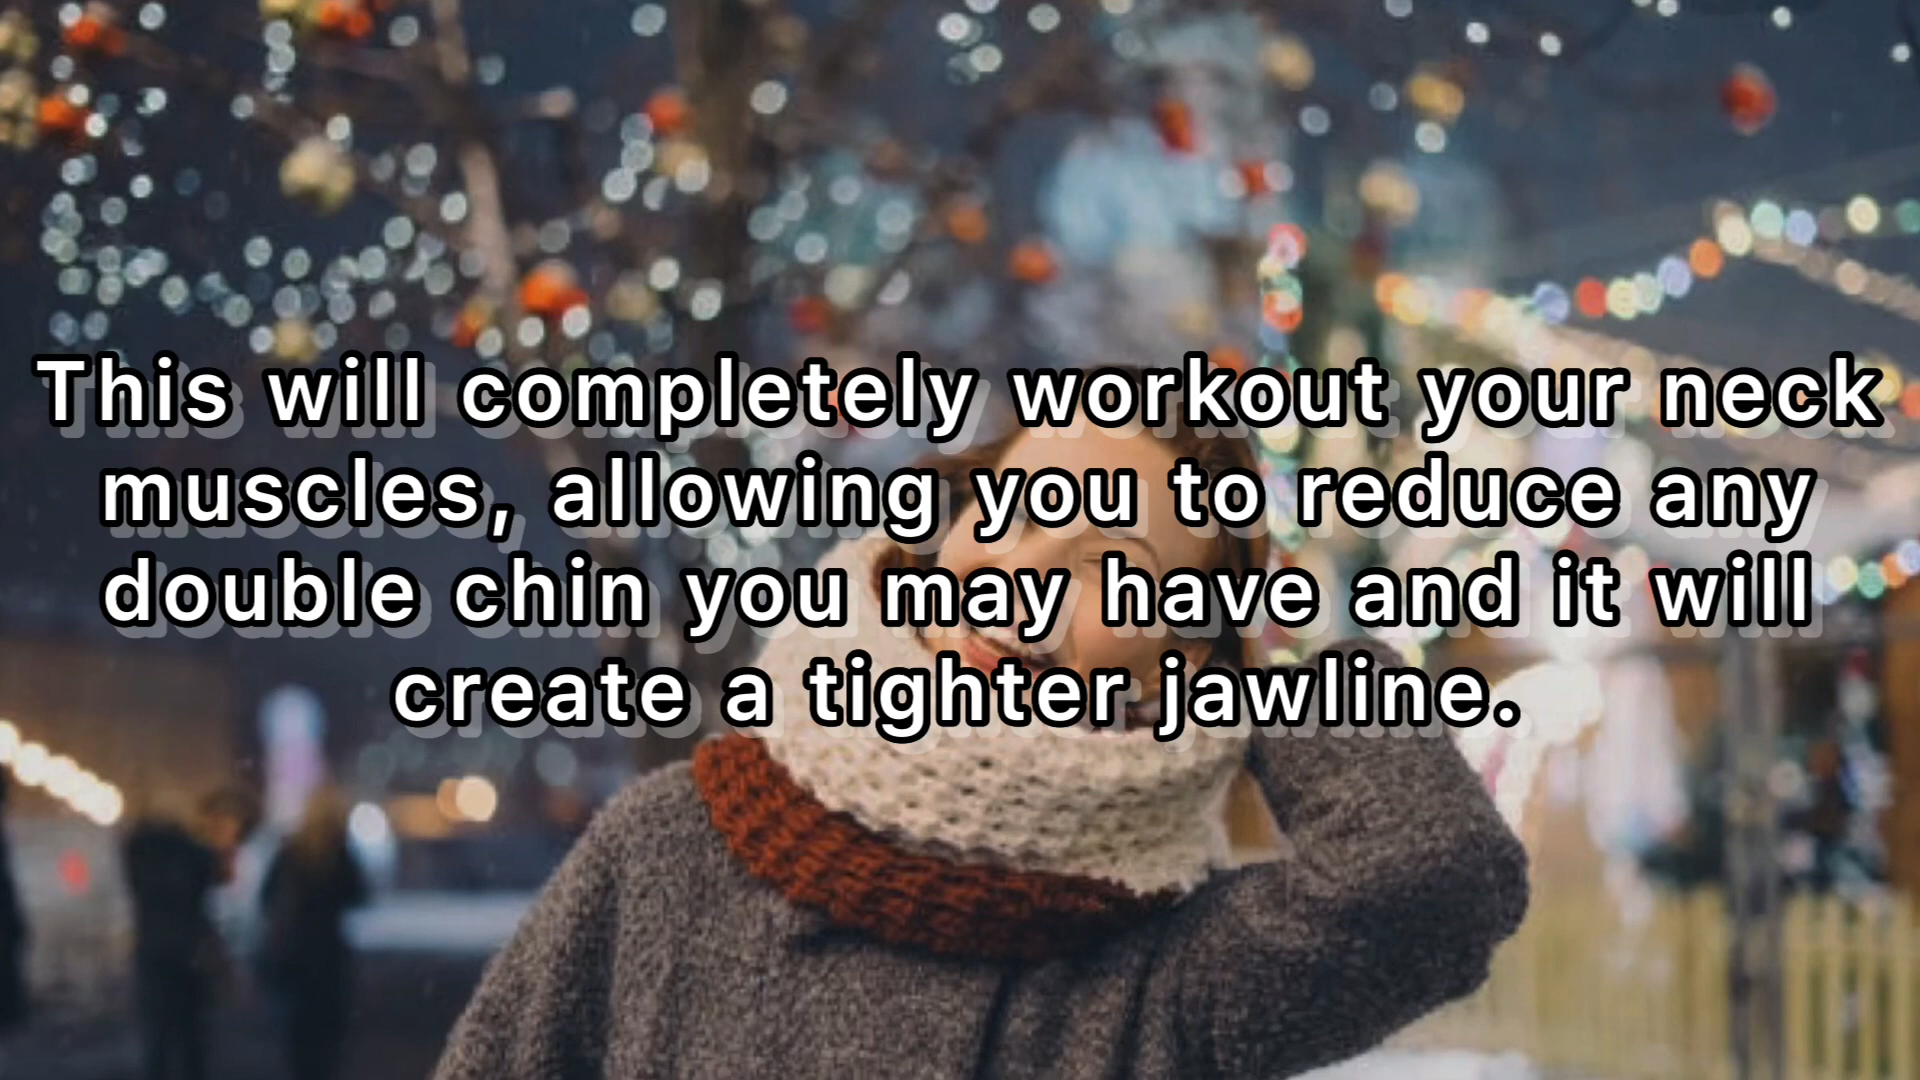 This will completely workout your neck
muscles, allowing you to reduce any
double chin you may have and it will
create a tighter jawline.